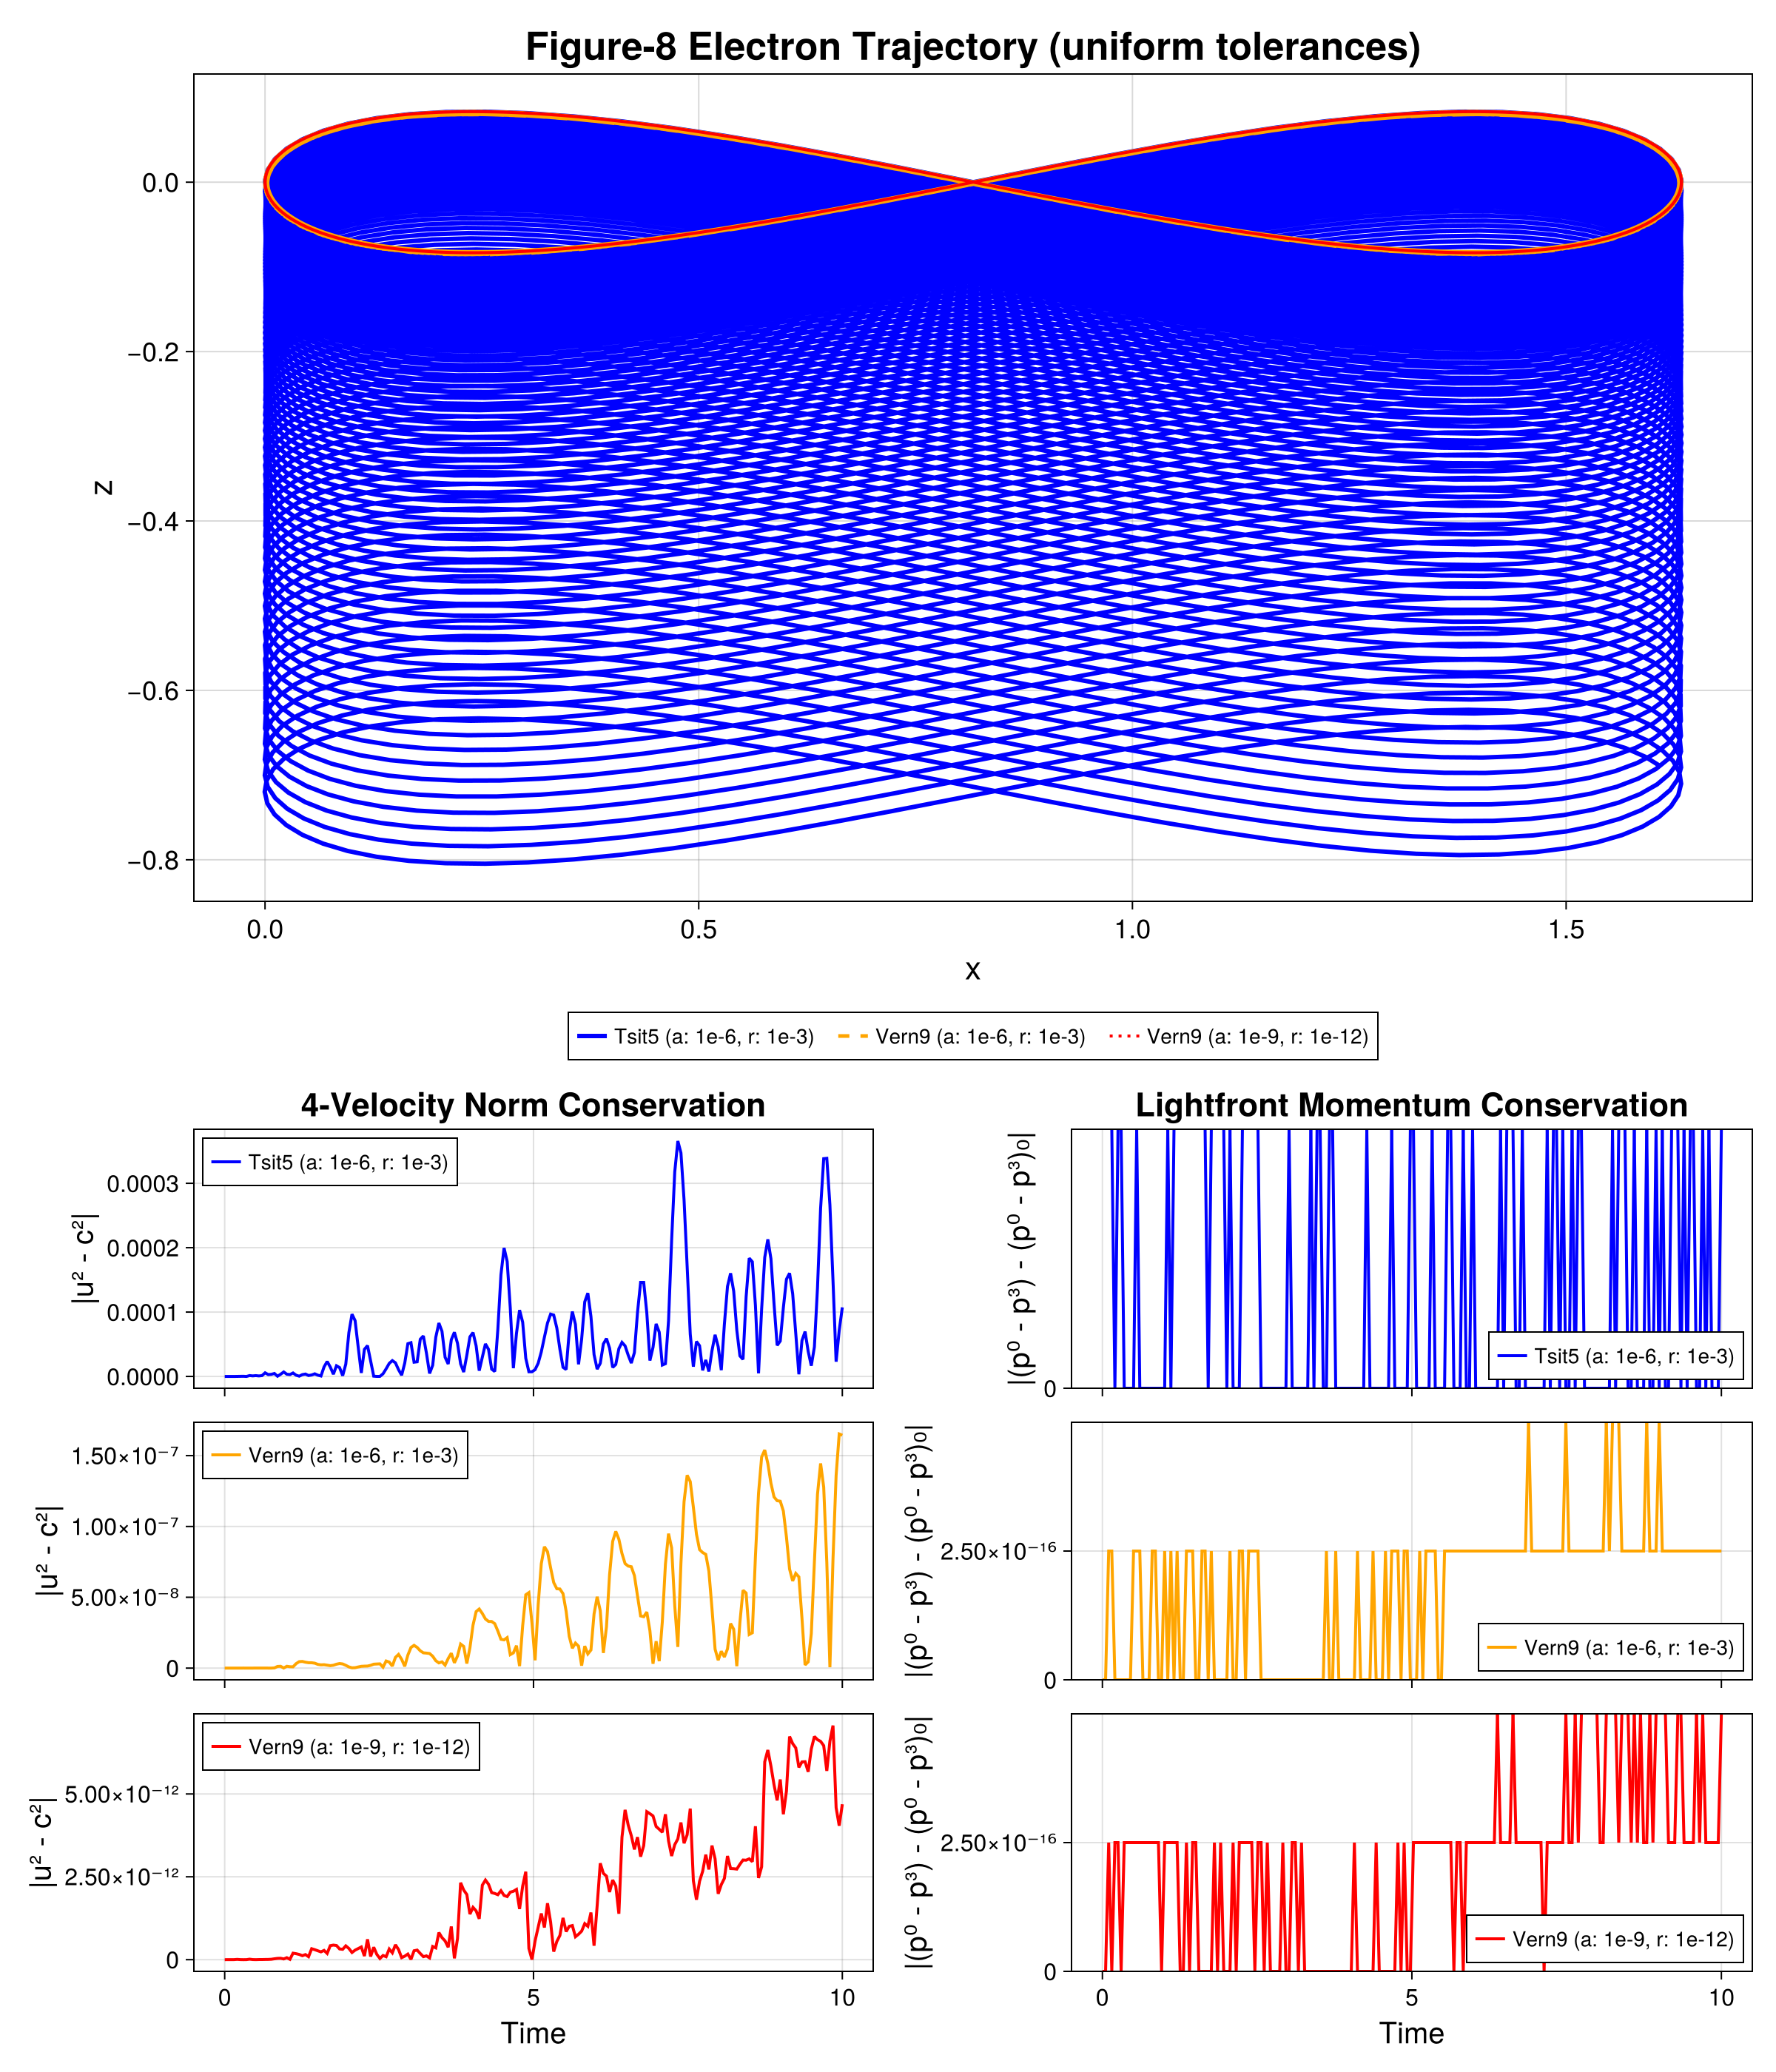 Figure-8 Electron Trajectory (uniform tolerances)
0.0
−0.2
−0.4
−0.6
−0.8
z
0.0 0.5 1.0 1.5
x
Tsit5 (a: 1e-6, r: 1e-3) Vern9 (a: 1e-6, r: 1e-3) Vern9 (a: 1e-9, r: 1e-12)
4-Velocity Norm Conservation
Tsit5 (a: 1e-6, r: 1e-3)
0.0003
0.0002
0.0001
0.0000
|u² - c²|
Lightfront Momentum Conservation
|(p⁰ - p³) - (p⁰ - p³)₀|
0
Tsit5 (a: 1e-6, r: 1e-3)
Vern9 (a: 1e-6, r: 1e-3)
1.50×10⁻⁷
1.00×10⁻⁷
5.00×10⁻⁸
0
|u² - c²|
|(p⁰ - p³) - (p⁰ - p³)₀|
2.50×10⁻¹⁶
0
Vern9 (a: 1e-6, r: 1e-3)
Vern9 (a: 1e-9, r: 1e-12)
5.00×10⁻¹²
2.50×10⁻¹²
0
|u² - c²|
0 5 10
Time
|(p⁰ - p³) - (p⁰ - p³)₀|
2.50×10⁻¹⁶
0
Vern9 (a: 1e-9, r: 1e-12)
0 5 10
Time